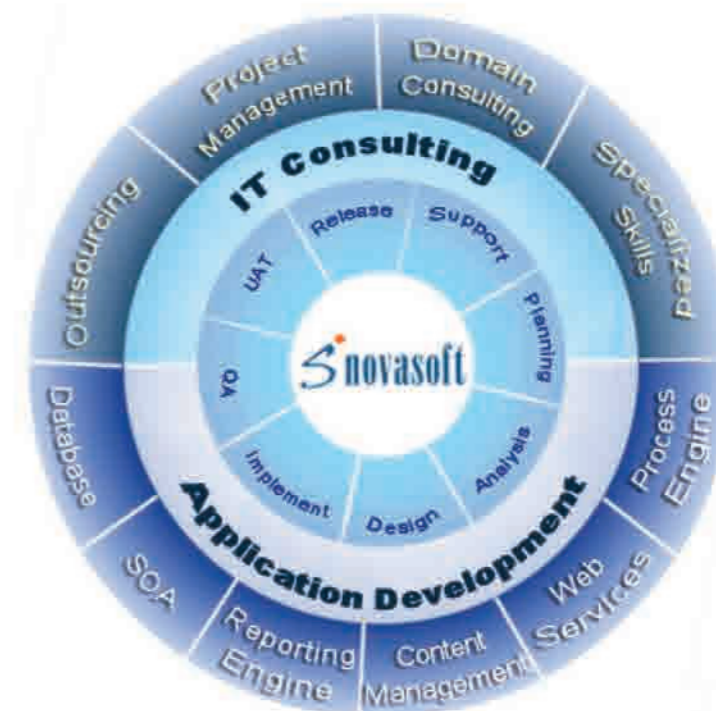 Project
Management
Domain
Consulting
Specialized
Skills
Outsourcing
IT Consulting
Release
Support
UAT
Planning
QA
Sinovasoft
Implement
Design
Analysis
Application Development
Database
SOA
Reporting
Engine
Content
Management
Web
Services
Process
Engine